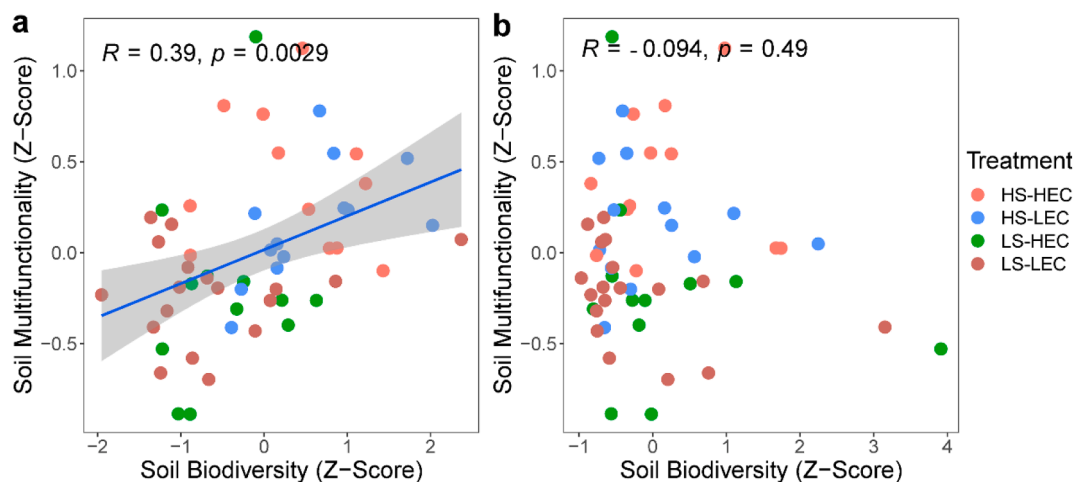 a
R = 0.39, p = 0.0029
Soil Multifunctionality (Z−Score)
1.0
0.5
0.0
−0.5
−2 −1 0 1 2
Soil Biodiversity (Z−Score)
b
R = - 0.094, p = 0.49
Soil Multifunctionality (Z−Score)
1.0
0.5
0.0
−0.5
−1 0 1 2 3 4
Soil Biodiversity (Z−Score)
Treatment
HS-HEC
HS-LEC
LS-HEC
LS-LEC